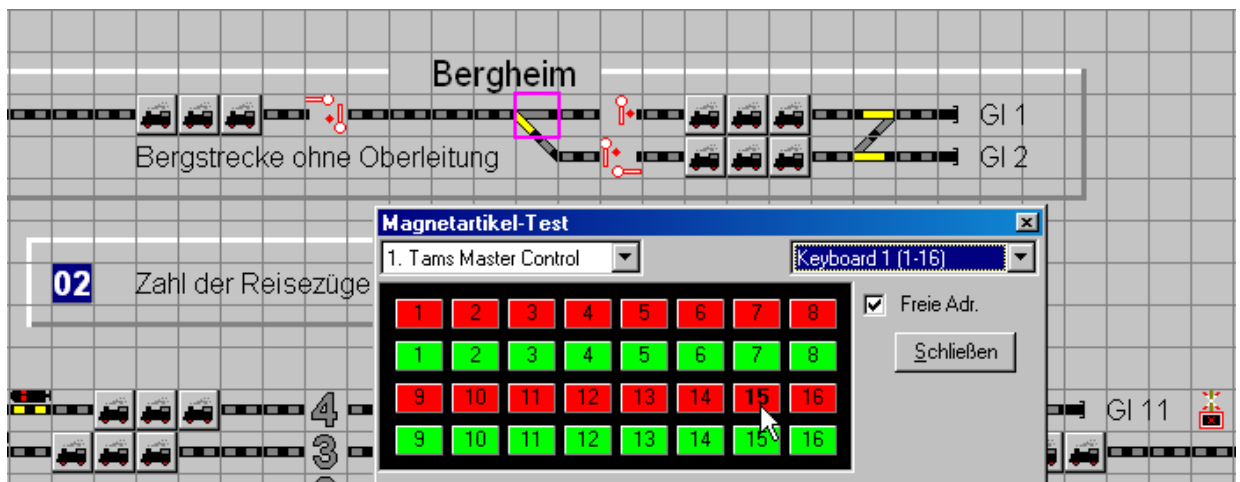 Bergheim
Gl 1
Bergstrecke ohne Oberleitung
Gl 2
Magnetartikel-Test
1. Tams Master Control
Keyboard 1 (1-16)
02
Zahl der Reisezüge
Freie Adr.
1 2 3 4 5 6 7 8
Schließen
1 2 3 4 5 6 7 8
9 10 11 12 13 14 15 16
4
Gl 11
9 10 11 12 13 14 15 16
3